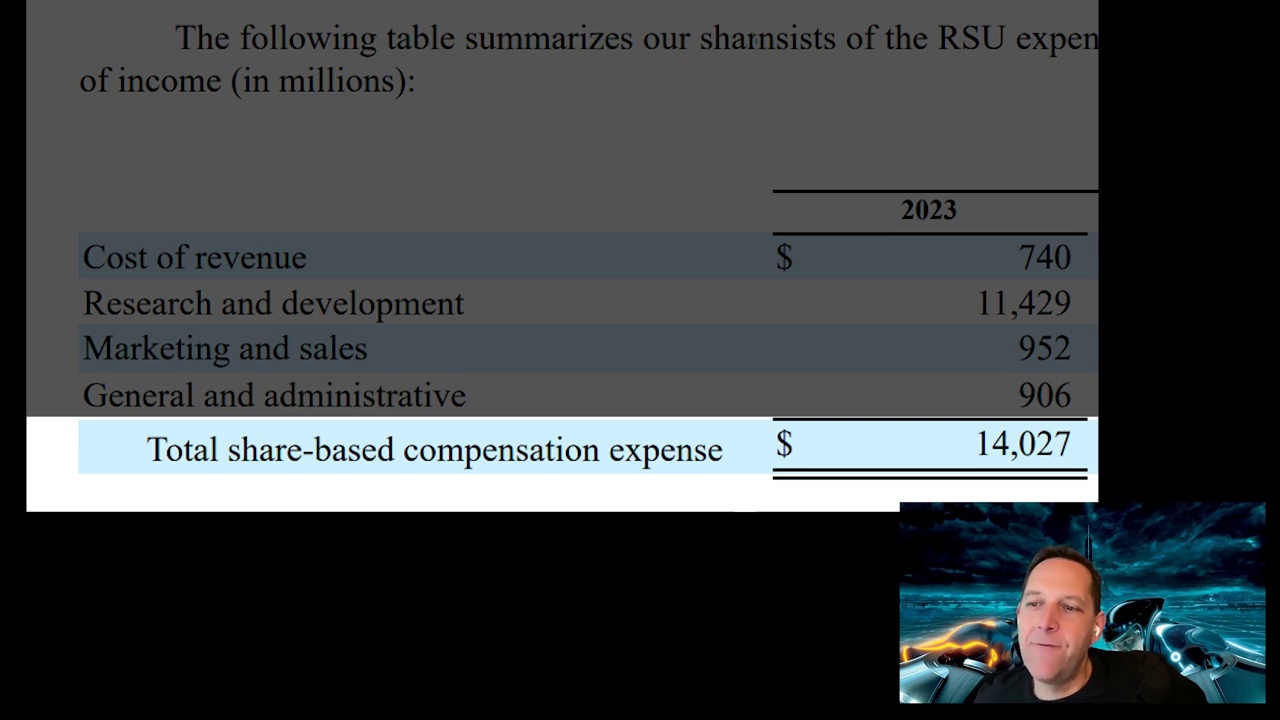 The following table summarizes our sharnsists of the RSU expen
of income (in millions):
2023
Cost of revenue $ 740
Research and development 11,429
Marketing and sales 952
General and administrative 906
Total share-based compensation expense $ 14,027